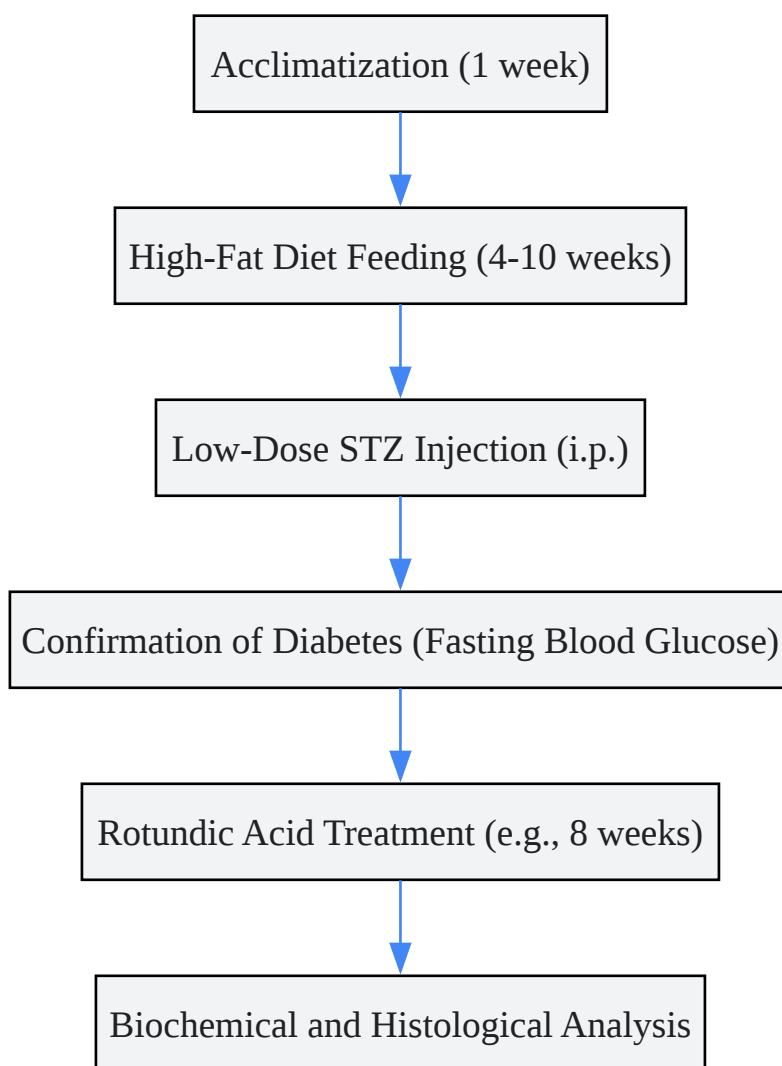 Acclimatization (1 week)
High-Fat Diet Feeding (4-10 weeks)
Low-Dose STZ Injection (i.p.)
Confirmation of Diabetes (Fasting Blood Glucose)
Rotundic Acid Treatment (e.g., 8 weeks)
Biochemical and Histological Analysis